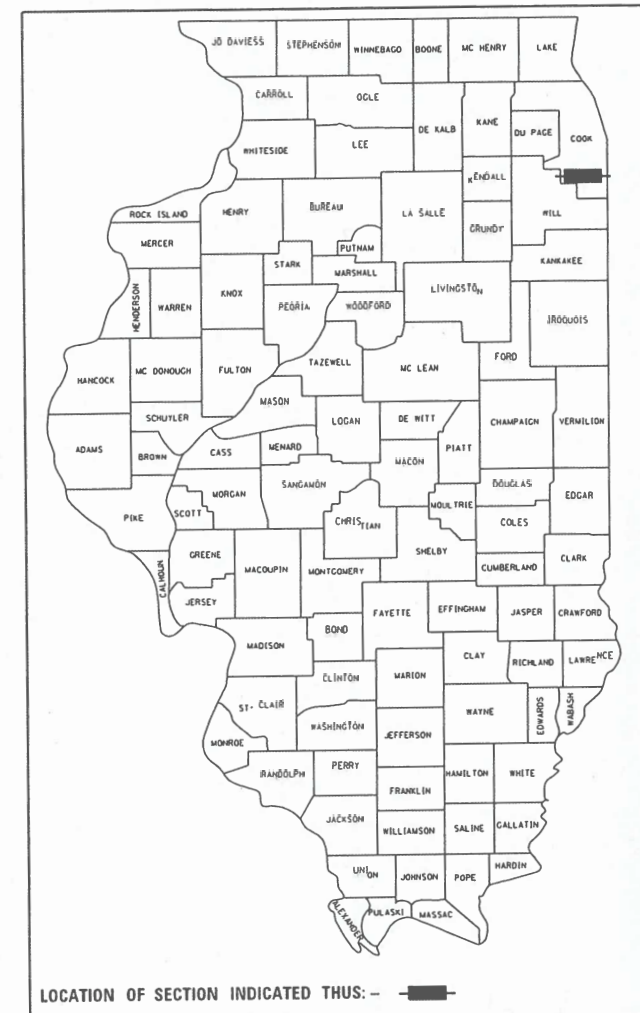 JO DAVIESS STEPHENSON WINNEBAGO BOONE MC HENRY LAKE
CARROLL OGLE KANE
DE KALB DU PAGE COOK
WHITESIDE LEE
KENDALL
ROCK ISLAND HENRY BUREAU LA SALLE WILL
GRUNDY
MERCER PUTNAM
STARK MARSHALL KANKAKEE
HENDERSON WARREN KNOX PEORIA WOODFORD LIVINGSTON
IROQUOIS
FORD
HANCOCK MC DONOUGH FULTON TAZEWELL MC LEAN
MASON
SCHUYLER LOGAN DE WITT CHAMPAIGN VERMILION
ADAMS BROWN CASS MENARD PIATT
MACON
SANGAMON DOUGLAS
MORGAN EDGAR
PIKE SCOTT MOULTRIE
CHRISTIAN COLES
GREENE SHELBY
CALHOUN MACOUPIN MONTGOMERY CUMBERLAND CLARK
JERSEY
FAYETTE EFFINGHAM JASPER CRAWFORD
MADISON BOND
CLAY RICHLAND LAWRENCE
CLINTON MARION
ST. CLAIR
WASHINGTON WAYNE EDWARDS WABASH
MONROE JEFFERSON
RANDOLPH PERRY HAMILTON WHITE
FRANKLIN
JACKSON WILLIAMSON SALINE GALLATIN
UNION JOHNSON POPE HARDIN
ALEXANDER PULASKI MASSAC
LOCATION OF SECTION INDICATED THUS: –